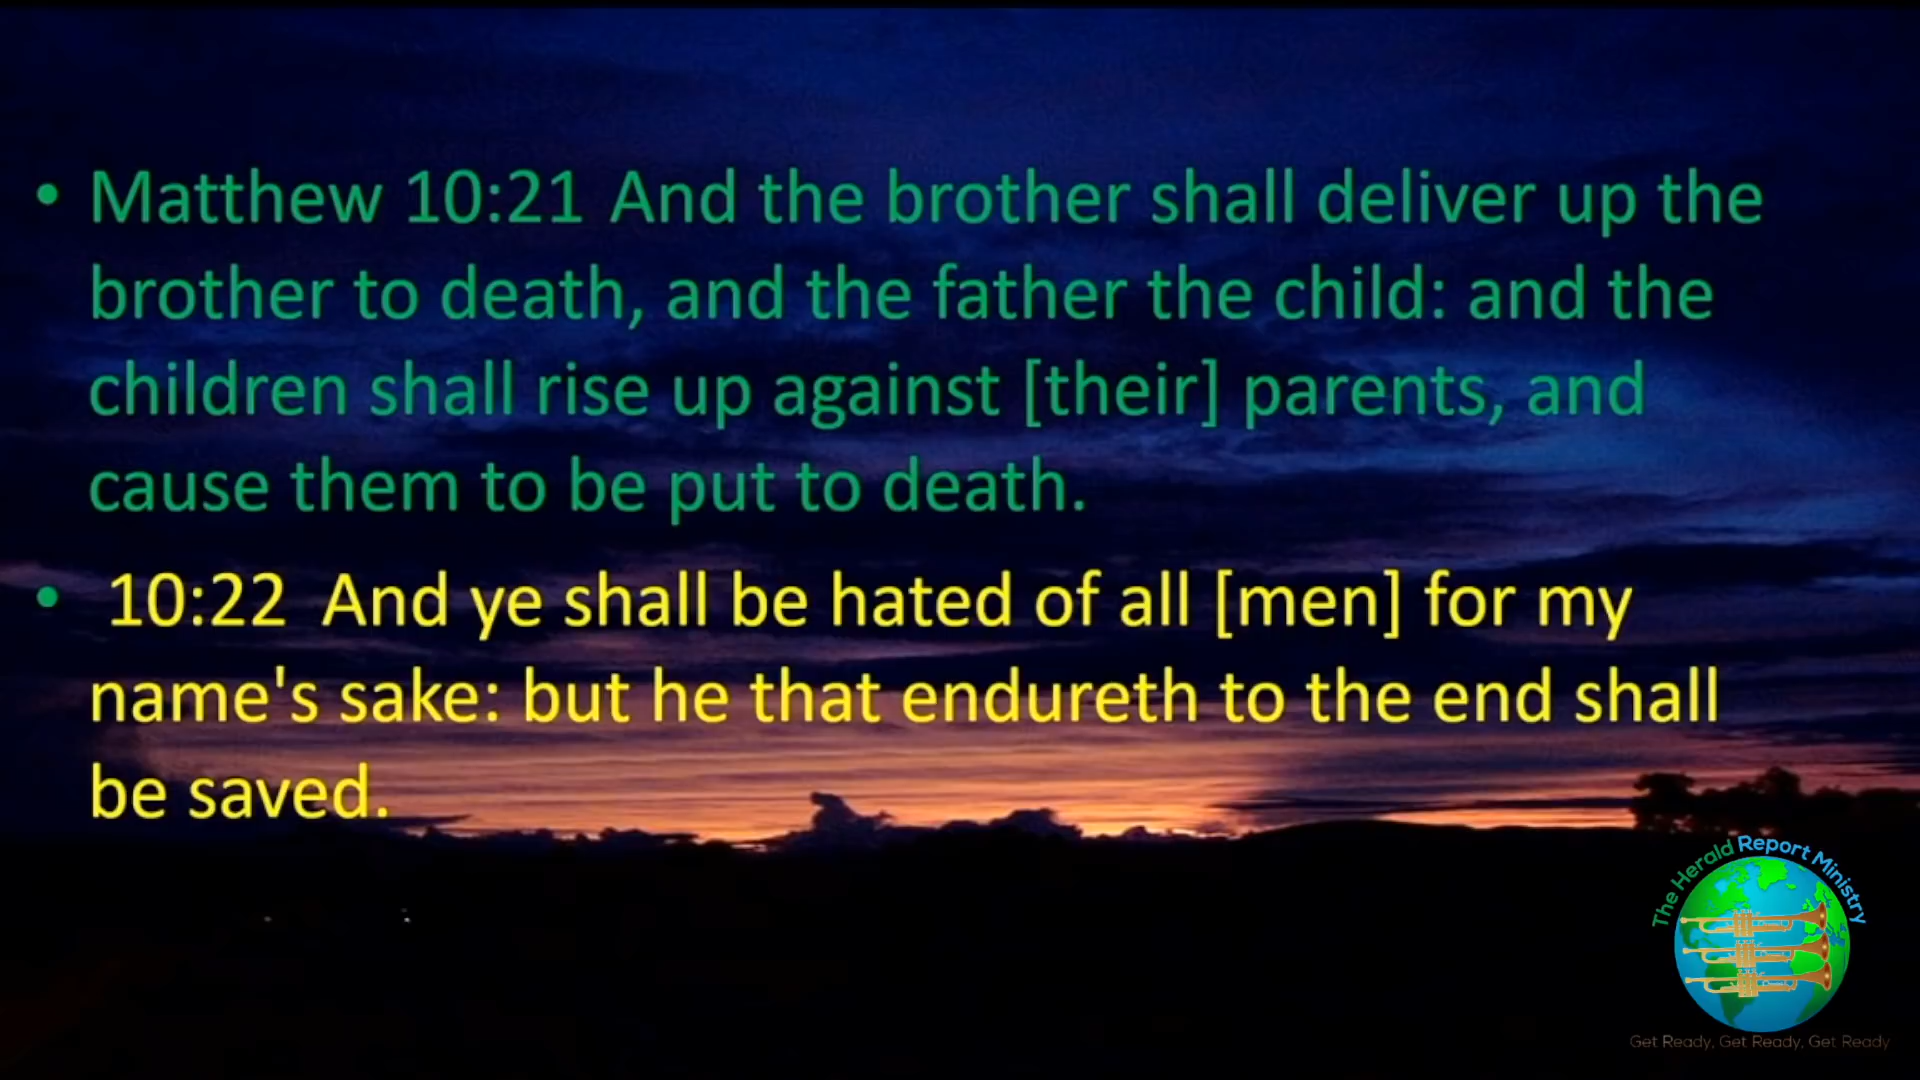 • Matthew 10:21 And the brother shall deliver up the
brother to death, and the father the child: and the
children shall rise up against [their] parents, and
cause them to be put to death.
• 10:22 And ye shall be hated of all [men] for my
name's sake: but he that endureth to the end shall
be saved.
The Herald Report Ministry
Get Ready, Get Ready, Get Ready